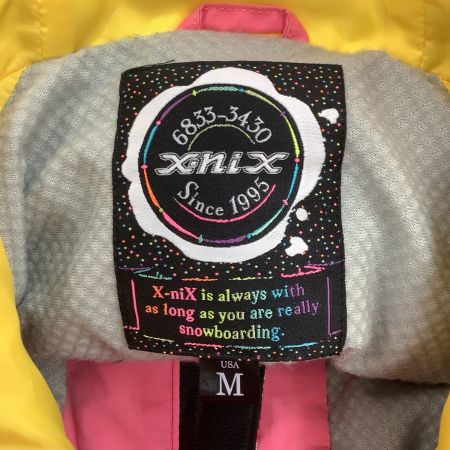 6833-3430
X-niX
Since 1995
X-niX is always with
as long as you are really
snowboarding.
USA
M